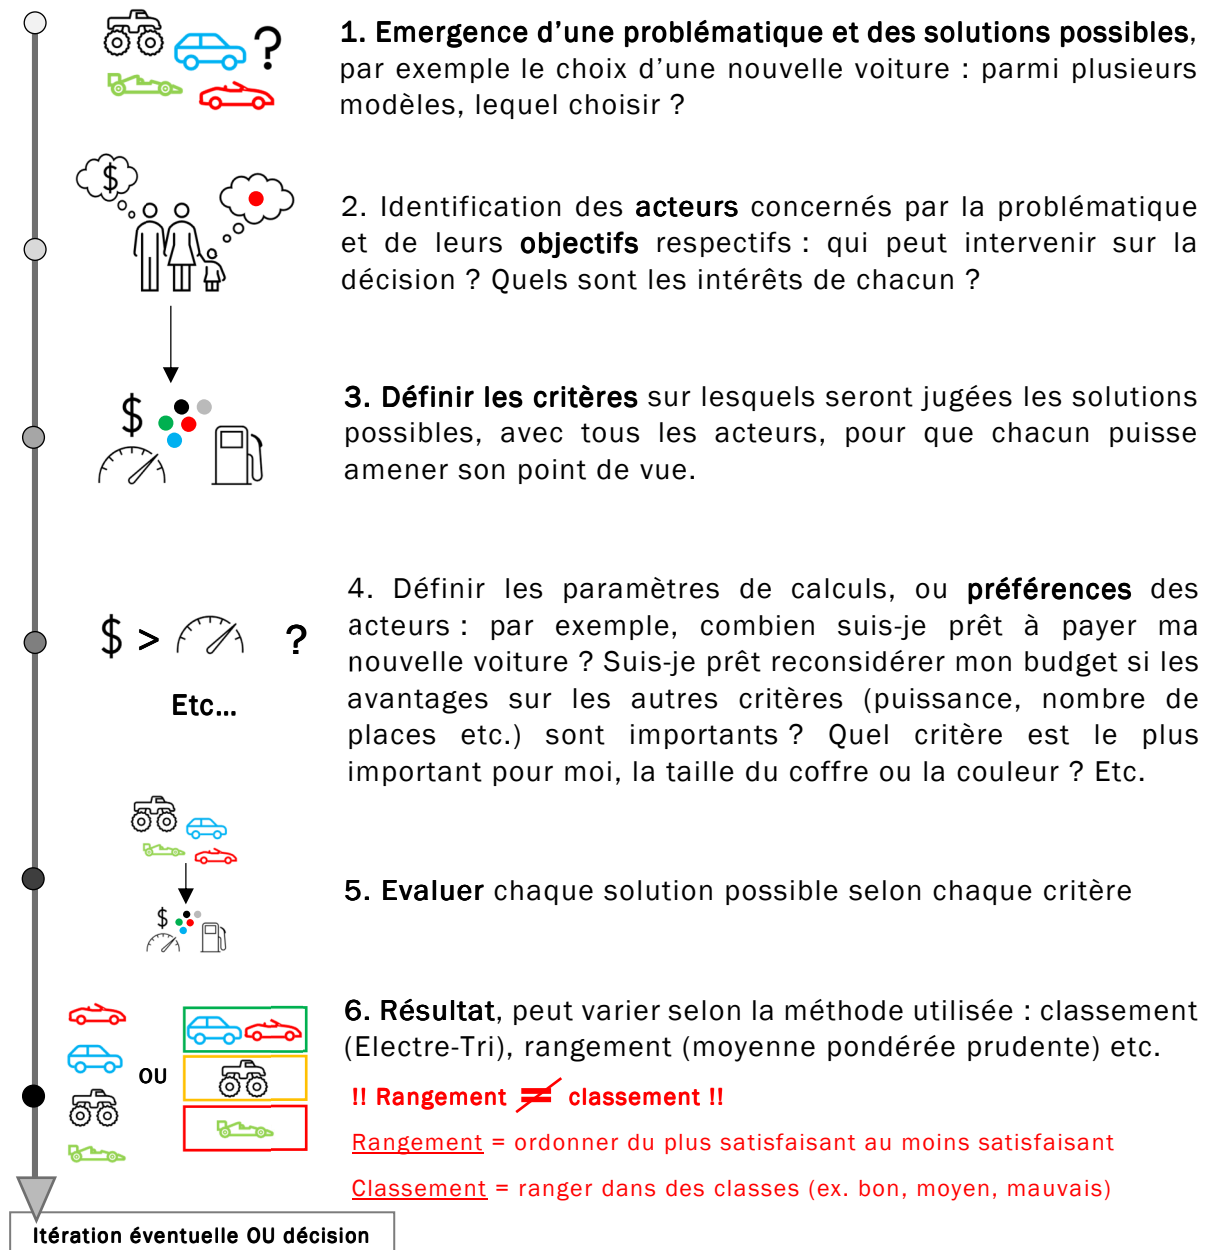 1. Emergence d’une problématique et des solutions possibles,
par exemple le choix d’une nouvelle voiture : parmi plusieurs
modèles, lequel choisir ?
?
$
2. Identification des acteurs concernés par la problématique
et de leurs objectifs respectifs : qui peut intervenir sur la
décision ? Quels sont les intérêts de chacun ?
$
3. Définir les critères sur lesquels seront jugées les solutions
possibles, avec tous les acteurs, pour que chacun puisse
amener son point de vue.
$ > ?
Etc…
4. Définir les paramètres de calculs, ou préférences des
acteurs : par exemple, combien suis-je prêt à payer ma
nouvelle voiture ? Suis-je prêt reconsidérer mon budget si les
avantages sur les autres critères (puissance, nombre de
places etc.) sont importants ? Quel critère est le plus
important pour moi, la taille du coffre ou la couleur ? Etc.
$
5. Evaluer chaque solution possible selon chaque critère
OU
6. Résultat, peut varier selon la méthode utilisée : classement
(Electre-Tri), rangement (moyenne pondérée prudente) etc.
!! Rangement ≠ classement !!
Rangement = ordonner du plus satisfaisant au moins satisfaisant
Classement = ranger dans des classes (ex. bon, moyen, mauvais)
Itération éventuelle OU décision